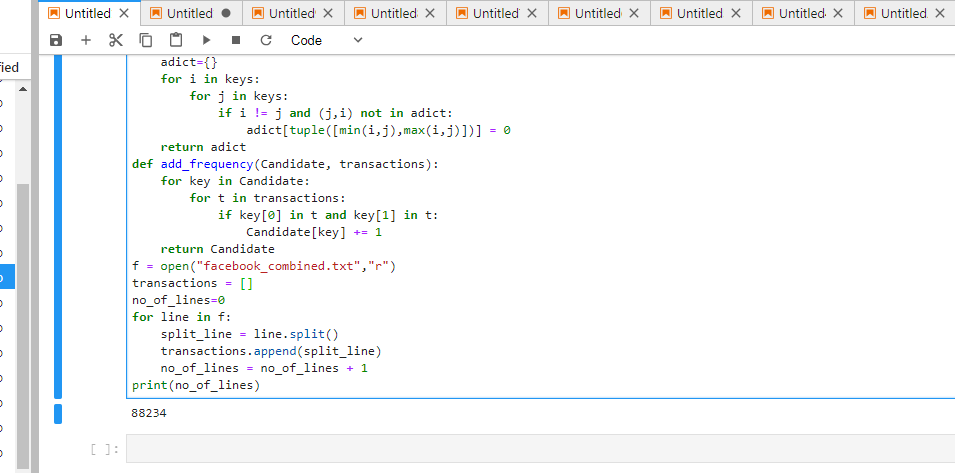 Untitled Untitled Untitled Untitled Untitled Untitled Untitled Untitled Untitled
Code
ied
adict={}
for i in keys:
for j in keys:
if i != j and (j,i) not in adict:
adict[tuple([min(i,j),max(i,j)])] = 0
return adict
def add_frequency(Candidate, transactions):
for key in Candidate:
for t in transactions:
if key[0] in t and key[1] in t:
Candidate[key] += 1
return Candidate
f = open("facebook_combined.txt","r")
transactions = []
no_of_lines=0
for line in f:
split_line = line.split()
transactions.append(split_line)
no_of_lines = no_of_lines + 1
print(no_of_lines)
88234
[ ]: